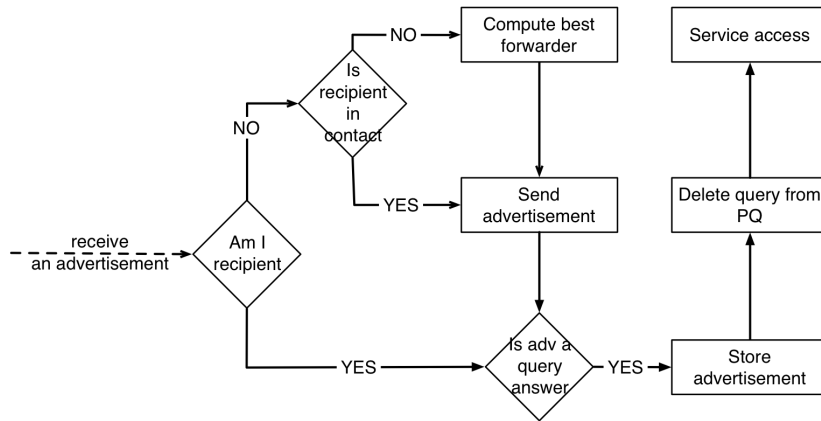 NO
Compute best
forwarder
Service access
Is
recipient
in
contact
NO
YES
Send
advertisement
Delete query from
PQ
receive
an advertisement
Am I
recipient
YES
Is adv a
query
answer
YES
Store
advertisement